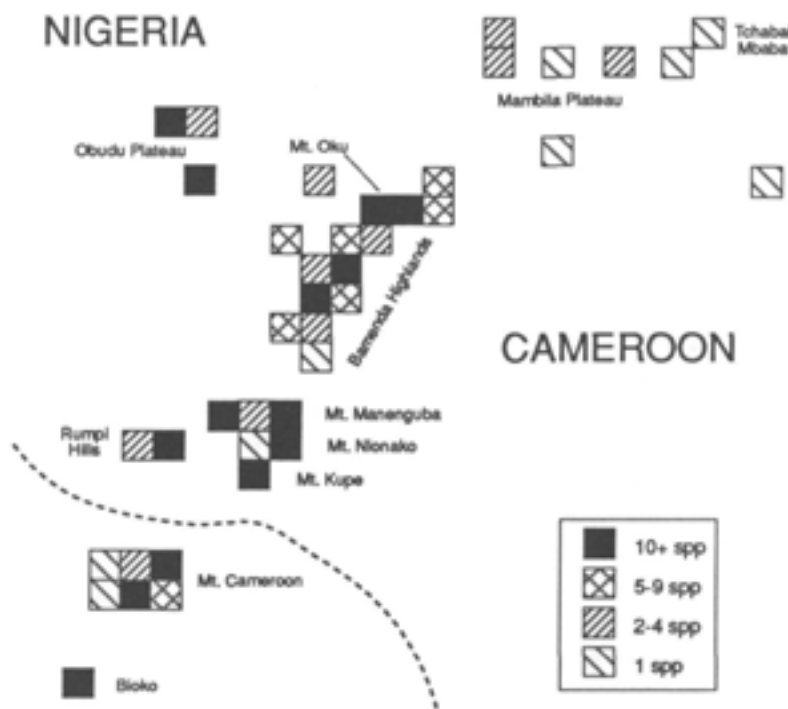 NIGERIA
Tchabal
Mbabo
Mambila Plateau
Obudu Plateau
Mt. Oku
Bamenda Highlands
CAMEROON
Rumpi
Hills
Mt. Manenguba
Mt. Nlonako
Mt. Kupe
Mt. Cameroon
Bioko
10+ spp
5-9 spp
2-4 spp
1 spp